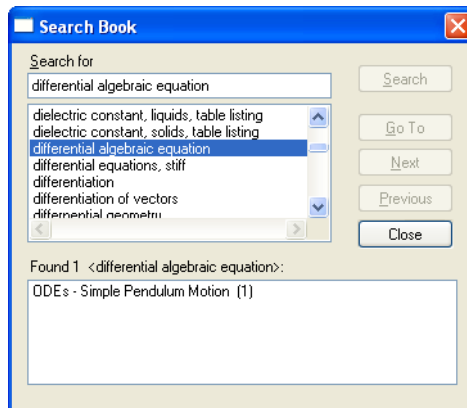 Search Book
Search for
differential algebraic equation
Search
dielectric constant, liquids, table listing
dielectric constant, solids, table listing
differential algebraic equation
differential equations, stiff
differentiation
differentiation of vectors
differnential geometry
Go To
Next
Previous
Close
Found 1 <differential algebraic equation>:
ODEs - Simple Pendulum Motion (1)